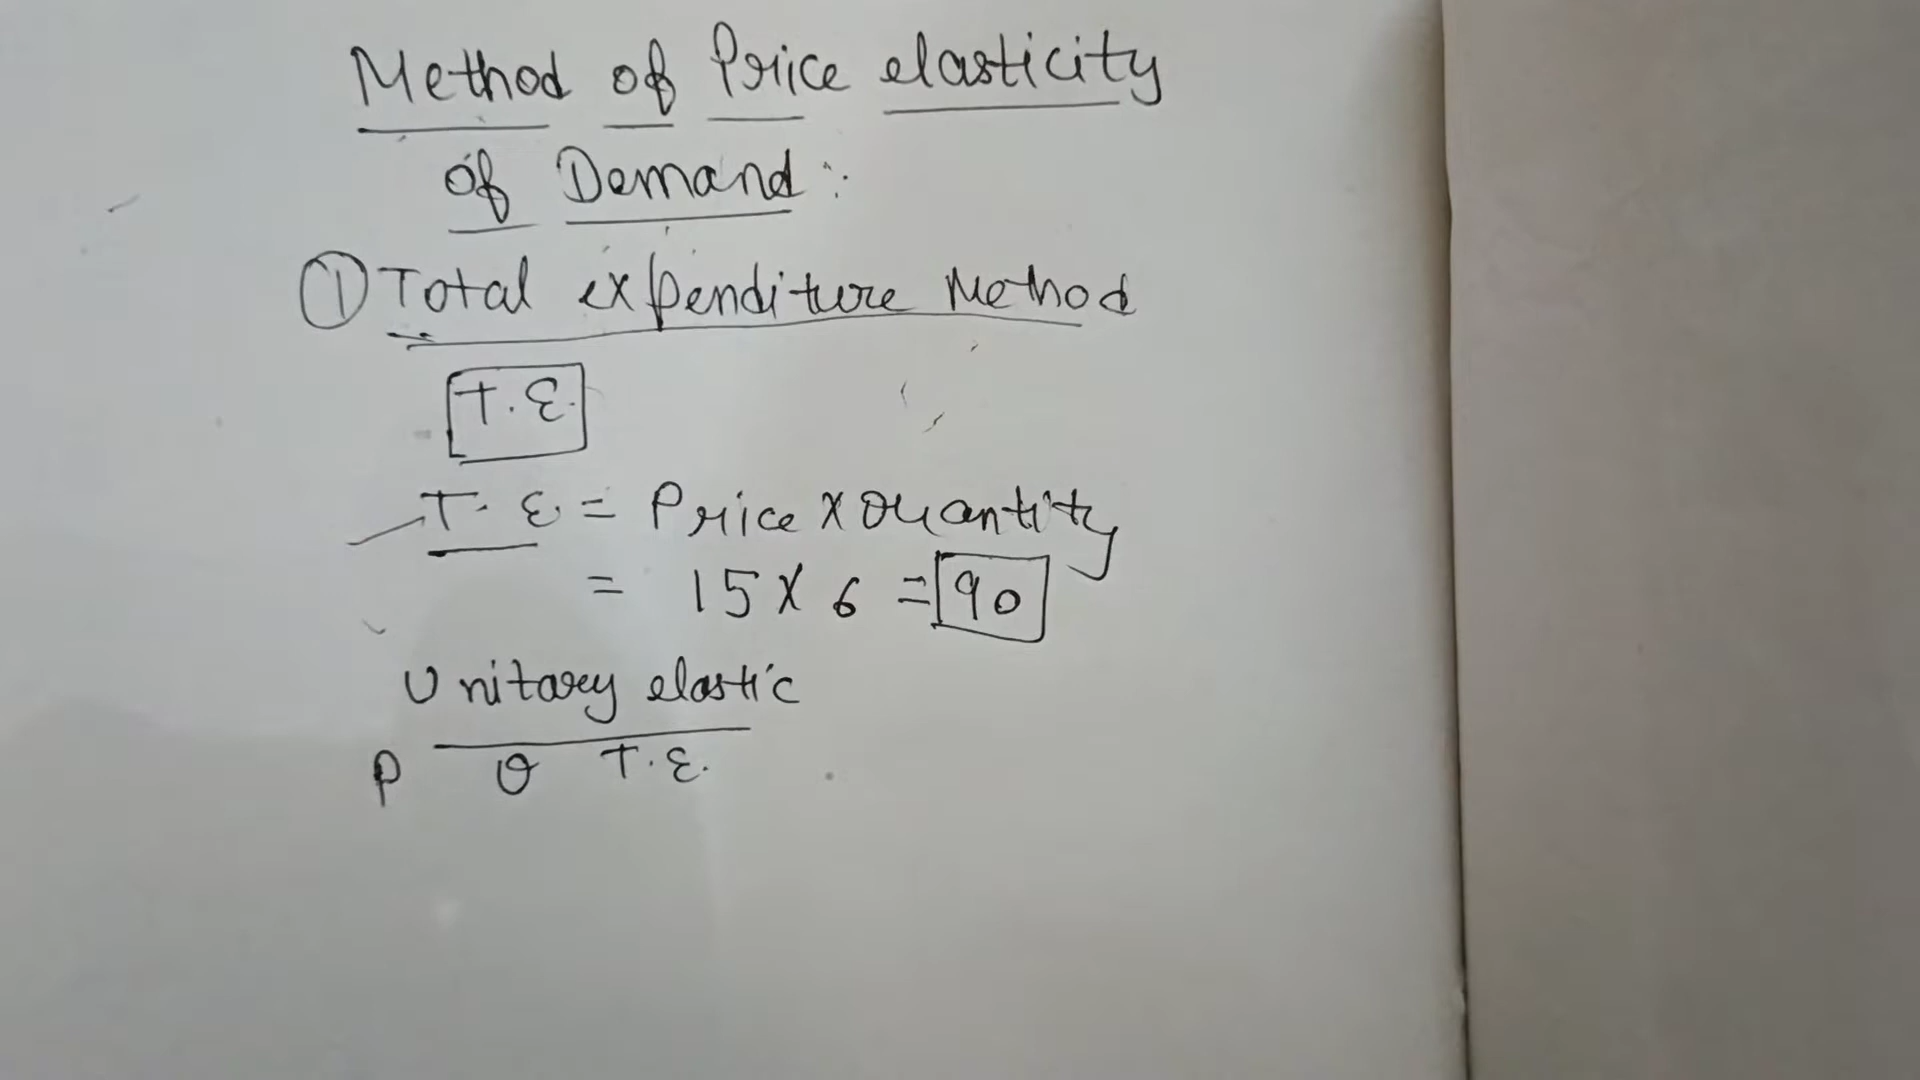 Method of Price elasticity
of Demand :
① Total expenditure Method
T.E.
T.E. = Price x Quantity
= 15 x 6 = 90
Unitary elastic
P Q T.E.